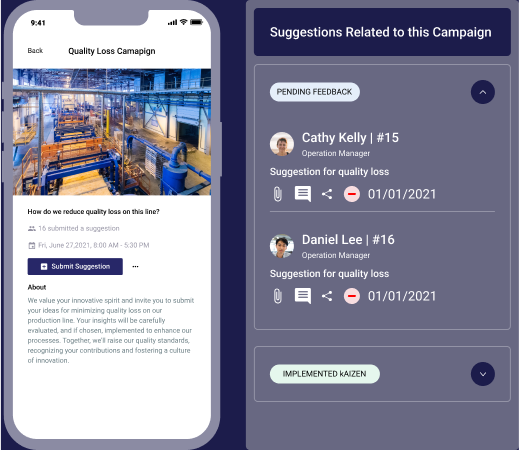 9:41
Back
Quality Loss Camapign
How do we reduce quality loss on this line?
16 submitted a suggestion
Fri, June 27,2021, 8:00 AM - 5:30 PM
Submit Suggestion
About
We value your innovative spirit and invite you to submit
your ideas for minimizing quality loss on our
production line. Your insights will be carefully
evaluated, and if chosen, implemented to enhance our
processes. Together, we'll raise our quality standards,
recognizing your contributions and fostering a culture
of innovation.
Suggestions Related to this Campaign
PENDING FEEDBACK
Cathy Kelly | #15
Operation Manager
Suggestion for quality loss
01/01/2021
Daniel Lee | #16
Operation Manager
Suggestion for quality loss
01/01/2021
IMPLEMENTED kAIZEN